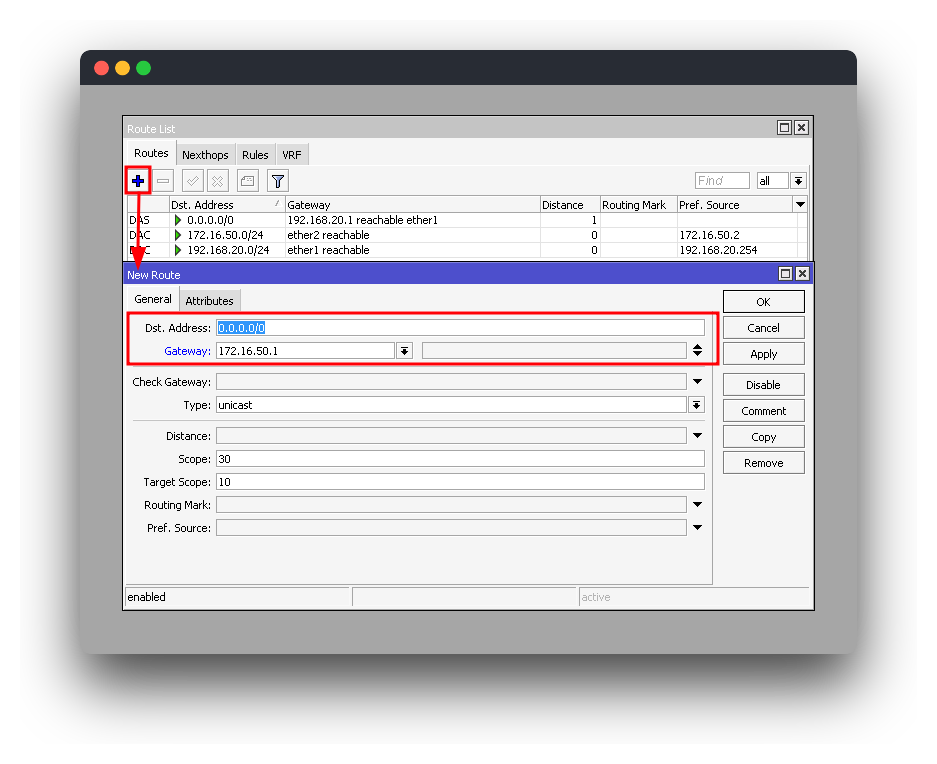 Route List
Routes Nexthops Rules VRF
Find all
Dst. Address / Gateway Distance Routing Mark Pref. Source
DAS 0.0.0.0/0 192.168.20.1 reachable ether1 1
DAC 172.16.50.0/24 ether2 reachable 0 172.16.50.2
192.168.20.0/24 ether1 reachable 0 192.168.20.254
New Route
General Attributes
OK
Dst. Address: 0.0.0.0/0
Cancel
Gateway: 172.16.50.1
Apply
Check Gateway:
Disable
Type: unicast
Comment
Distance:
Copy
Scope: 30
Remove
Target Scope: 10
Routing Mark:
Pref. Source:
enabled active